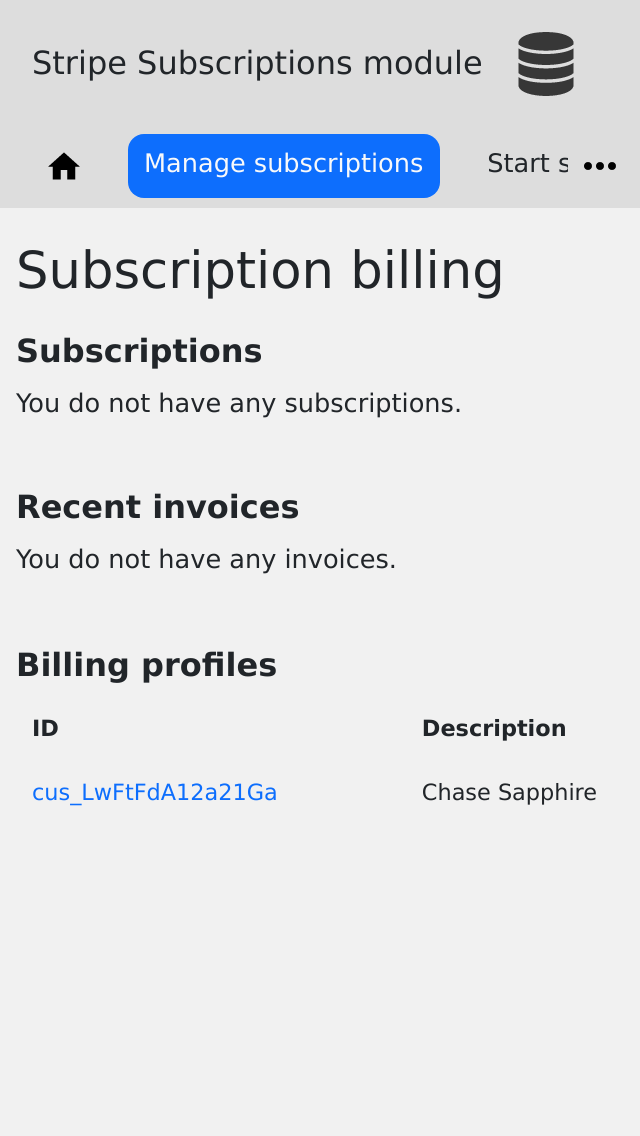 Stripe Subscriptions module
Manage subscriptions
Start s
Subscription billing
Subscriptions
You do not have any subscriptions.
Recent invoices
You do not have any invoices.
Billing profiles
ID Description
cus_LwFtFdA12a21Ga Chase Sapphire